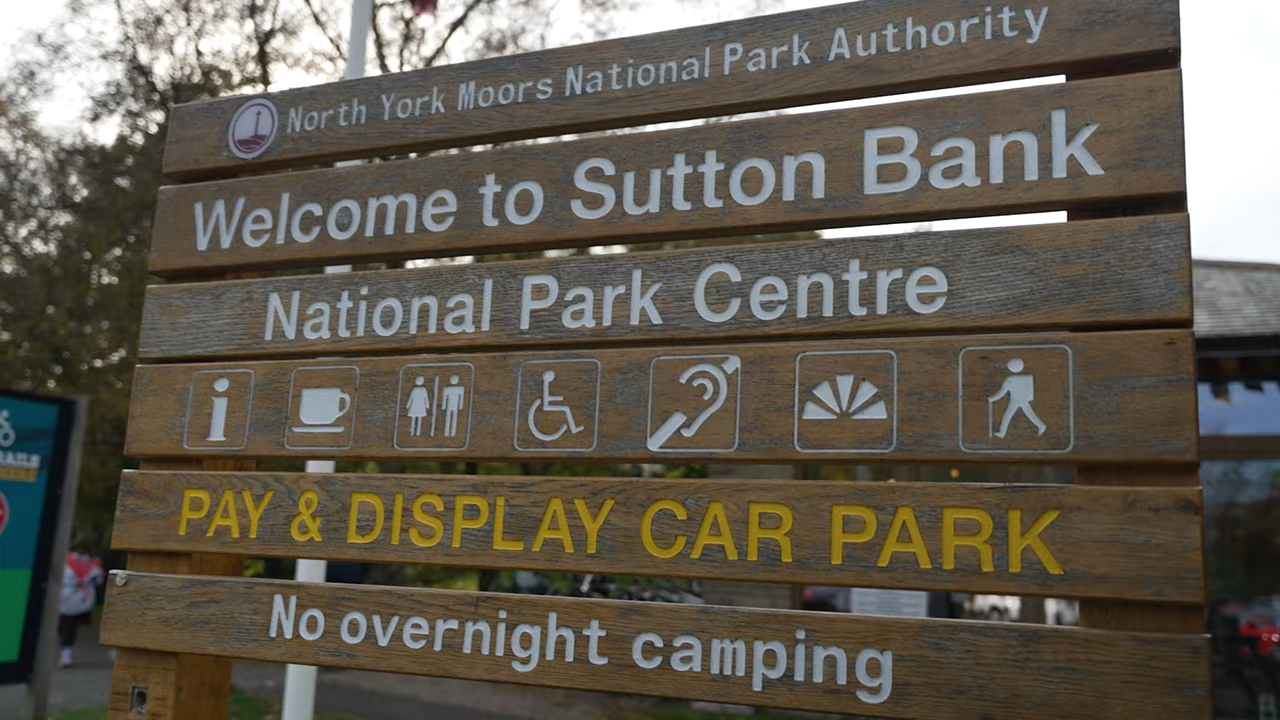 North York Moors National Park Authority
Welcome to Sutton Bank
National Park Centre
PAY & DISPLAY CAR PARK
No overnight camping